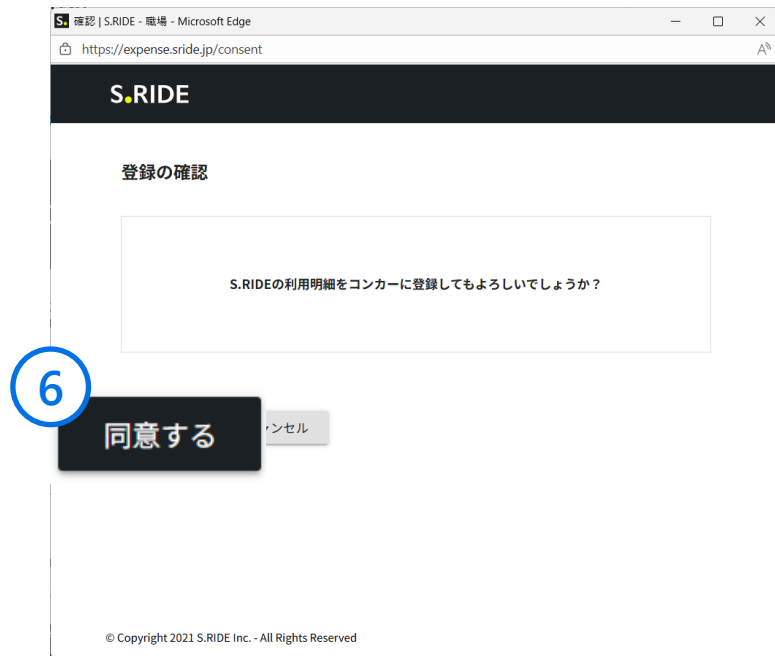 確認 | S.RIDE - 職場 - Microsoft Edge
https://expense.sride.jp/consent
S.RIDE
登録の確認
S.RIDEの利用明細をコンカーに登録してもよろしいでしょうか？
6
同意する
ンセル
© Copyright 2021 S.RIDE Inc. - All Rights Reserved